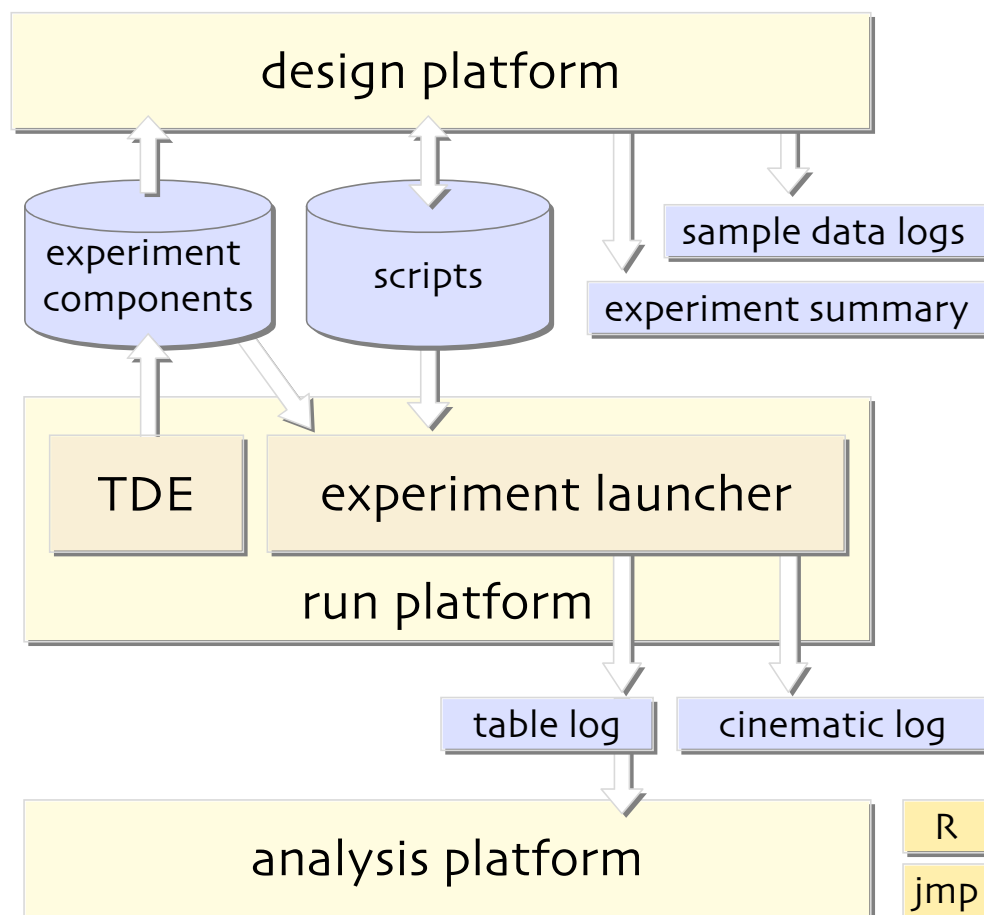 design platform
experiment
components
scripts
sample data logs
experiment summary
TDE
experiment launcher
run platform
table log
cinematic log
analysis platform
R
jmp